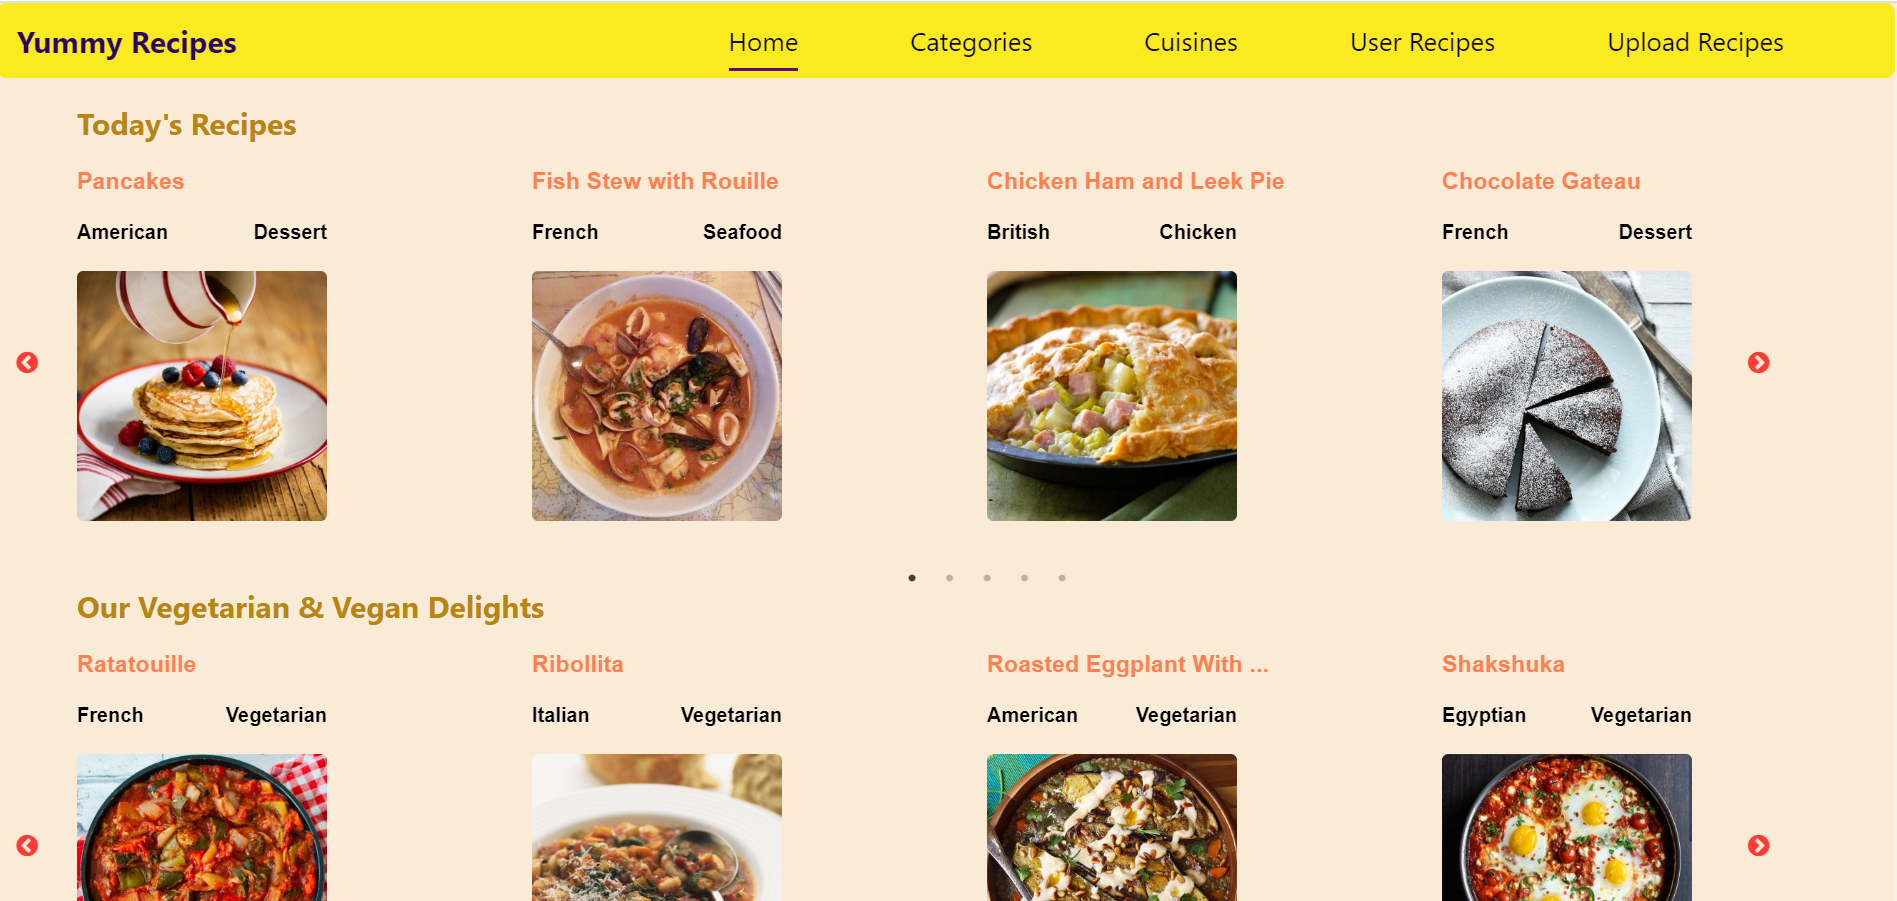 Yummy Recipes Home Categories Cuisines User Recipes Upload Recipes
Today's Recipes
Pancakes Fish Stew with Rouille Chicken Ham and Leek Pie Chocolate Gateau
American Dessert French Seafood British Chicken French Dessert
Our Vegetarian & Vegan Delights
Ratatouille Ribollita Roasted Eggplant With ... Shakshuka
French Vegetarian Italian Vegetarian American Vegetarian Egyptian Vegetarian